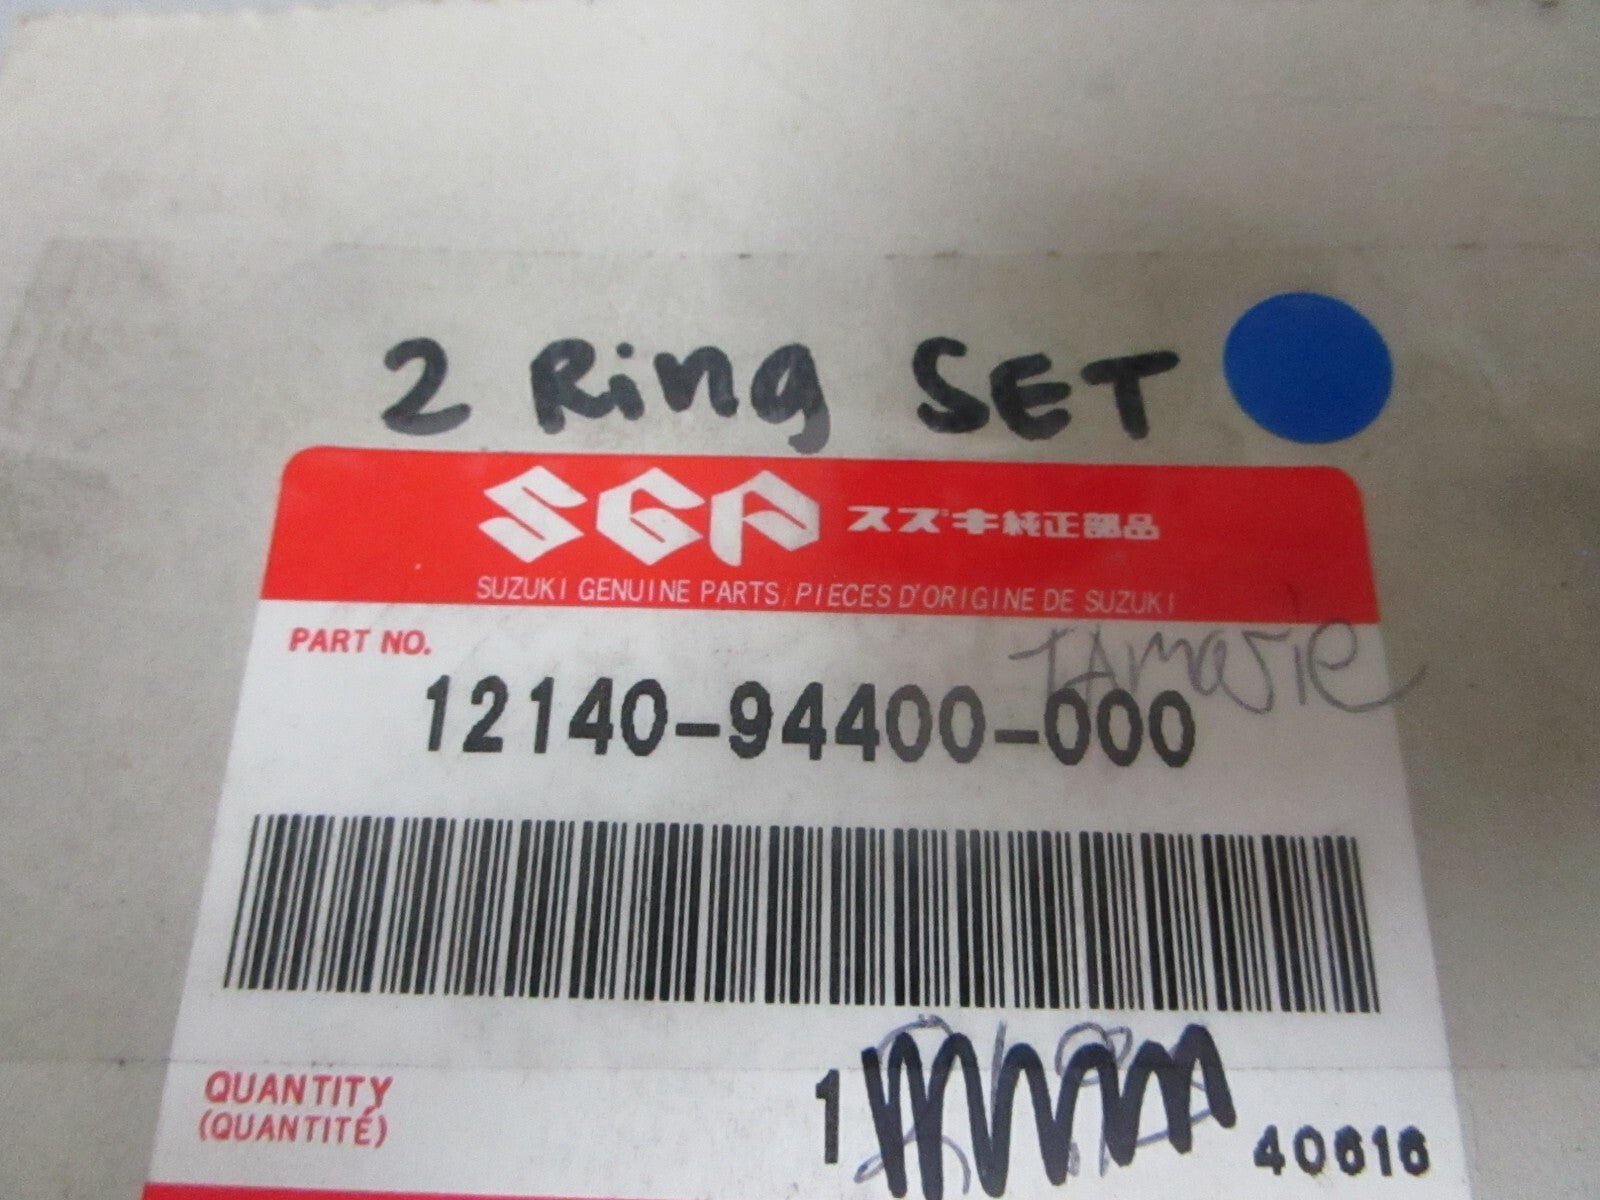 2 Ring SET
SGP スズキ純正部品
SUZUKI GENUINE PARTS/PIECES D'ORIGINE DE SUZUKI
PART NO.
12140-94400-000
QUANTITY 1
(QUANTITÉ)
40616